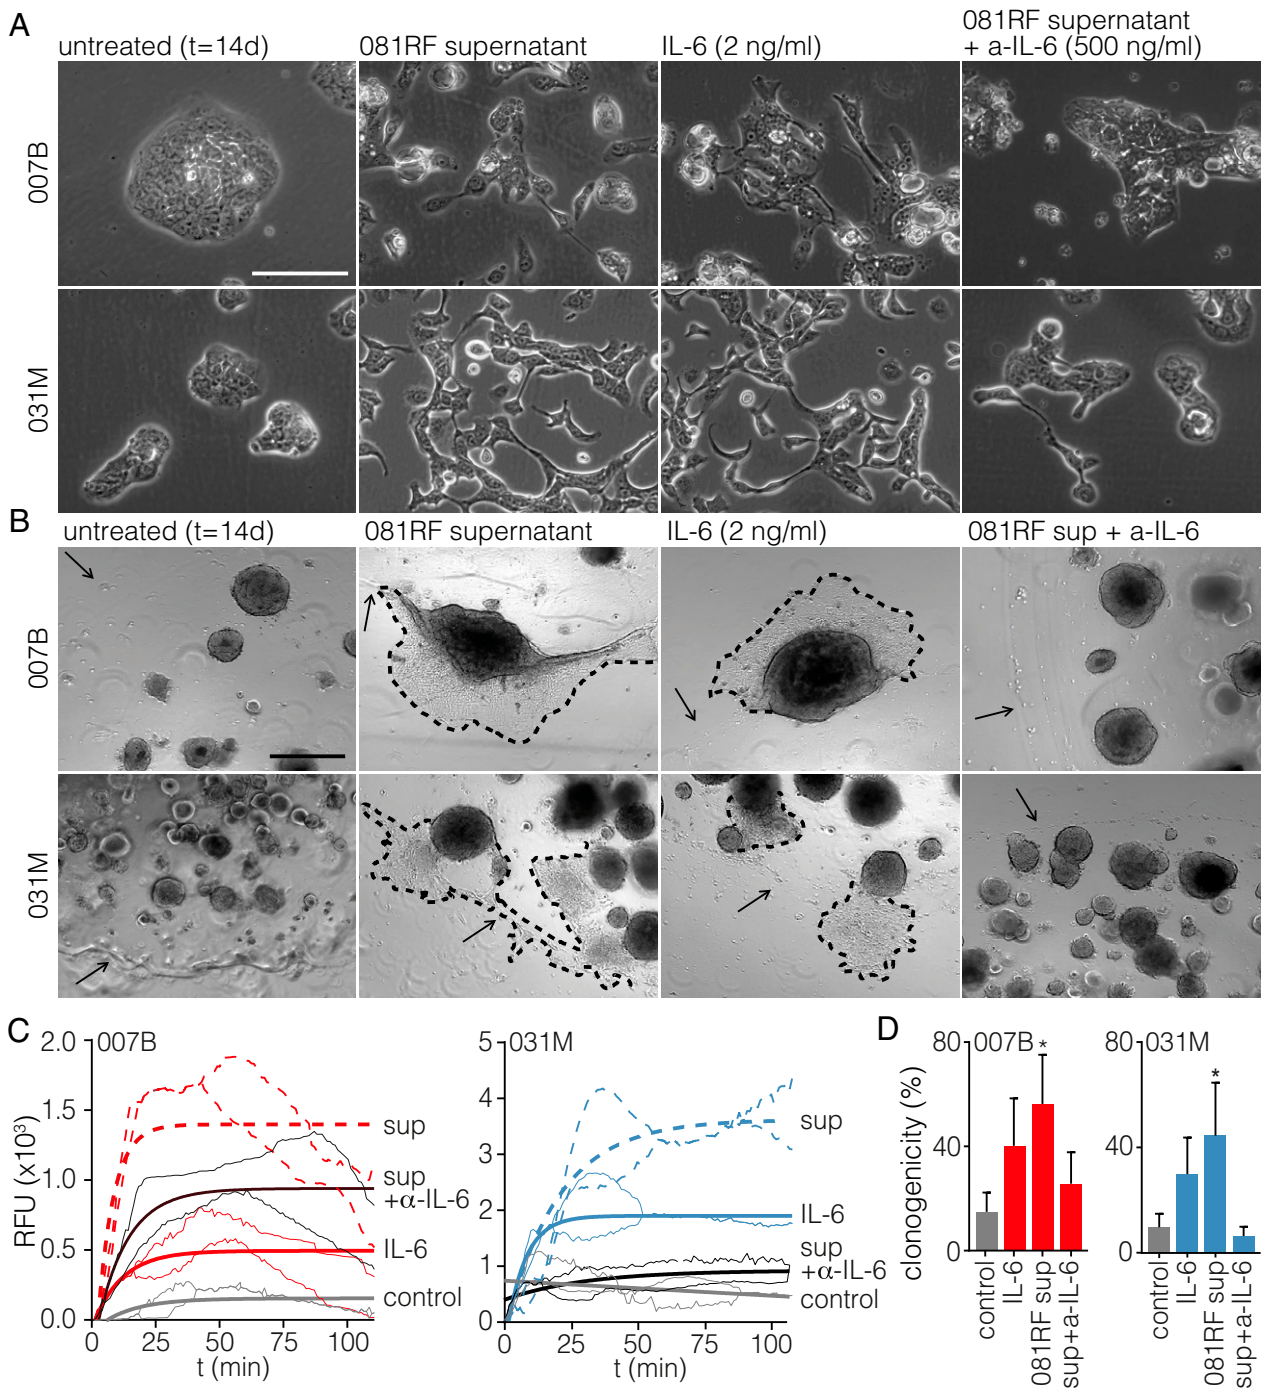 A
untreated (t=14d)
081RF supernatant
IL-6 (2 ng/ml)
081RF supernatant
+ a-IL-6 (500 ng/ml)
007B
031M
B
untreated (t=14d)
081RF supernatant
IL-6 (2 ng/ml)
081RF sup + a-IL-6
007B
031M
C
007B
RFU (x10³)
2.0
1.5
1.0
0.5
0.0
0
25
50
75
100
t (min)
sup
sup
+α-IL-6
IL-6
control
031M
5
4
3
2
1
0
0
25
50
75
100
t (min)
sup
IL-6
sup
+α-IL-6
control
D
clonogenicity (%)
80
40
0
007B
*
control
IL-6
081RF sup
sup+a-IL-6
80
40
0
031M
*
control
IL-6
081RF sup
sup+a-IL-6